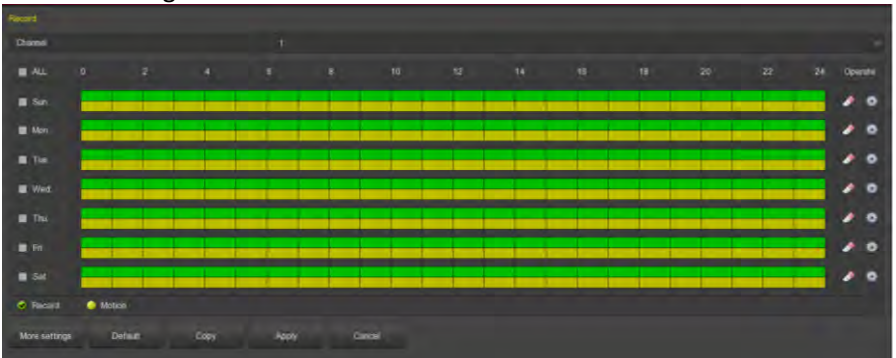 Record
Channel 1
ALL 0 2 4 6 8 10 12 14 16 18 20 22 24 Operate
Sun
Mon
Tue
Wed
Thu
Fri
Sat
Record Motion
More settings Default Copy Apply Cancel